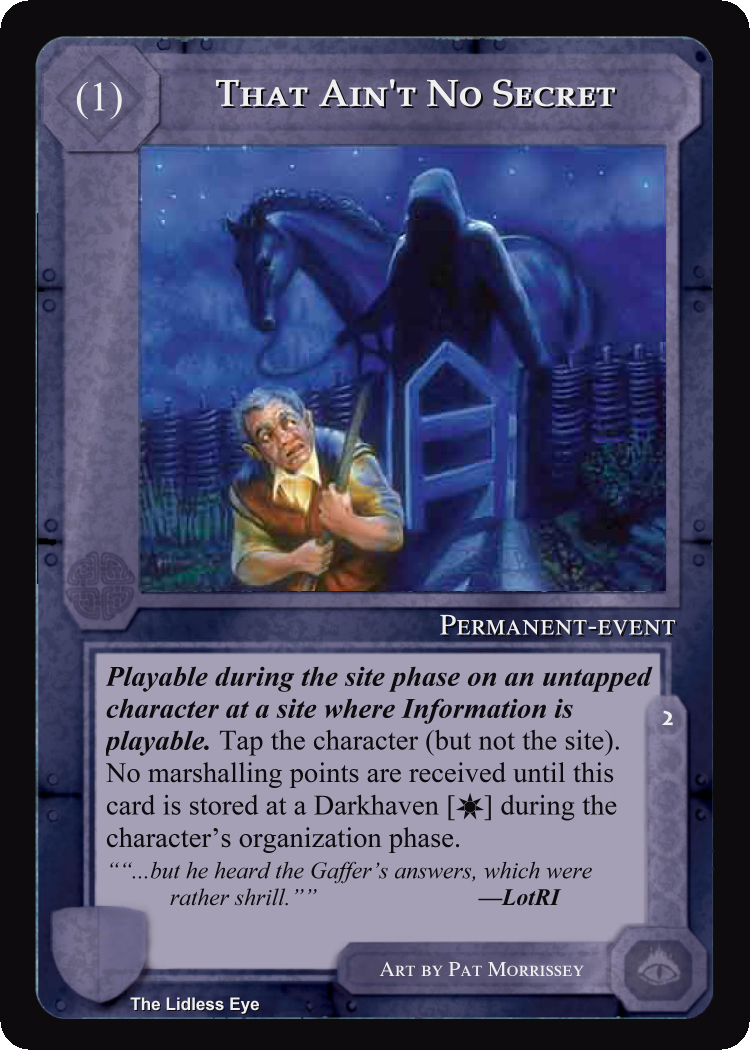 (1)
That Ain't No Secret
Permanent-event
Playable during the site phase on an untapped
character at a site where Information is
playable. Tap the character (but not the site).
No marshalling points are received until this
card is stored at a Darkhaven [☀] during the
character’s organization phase.
““...but he heard the Gaffer’s answers, which were
rather shrill.”” —LotRI
2
Art by Pat Morrissey
The Lidless Eye